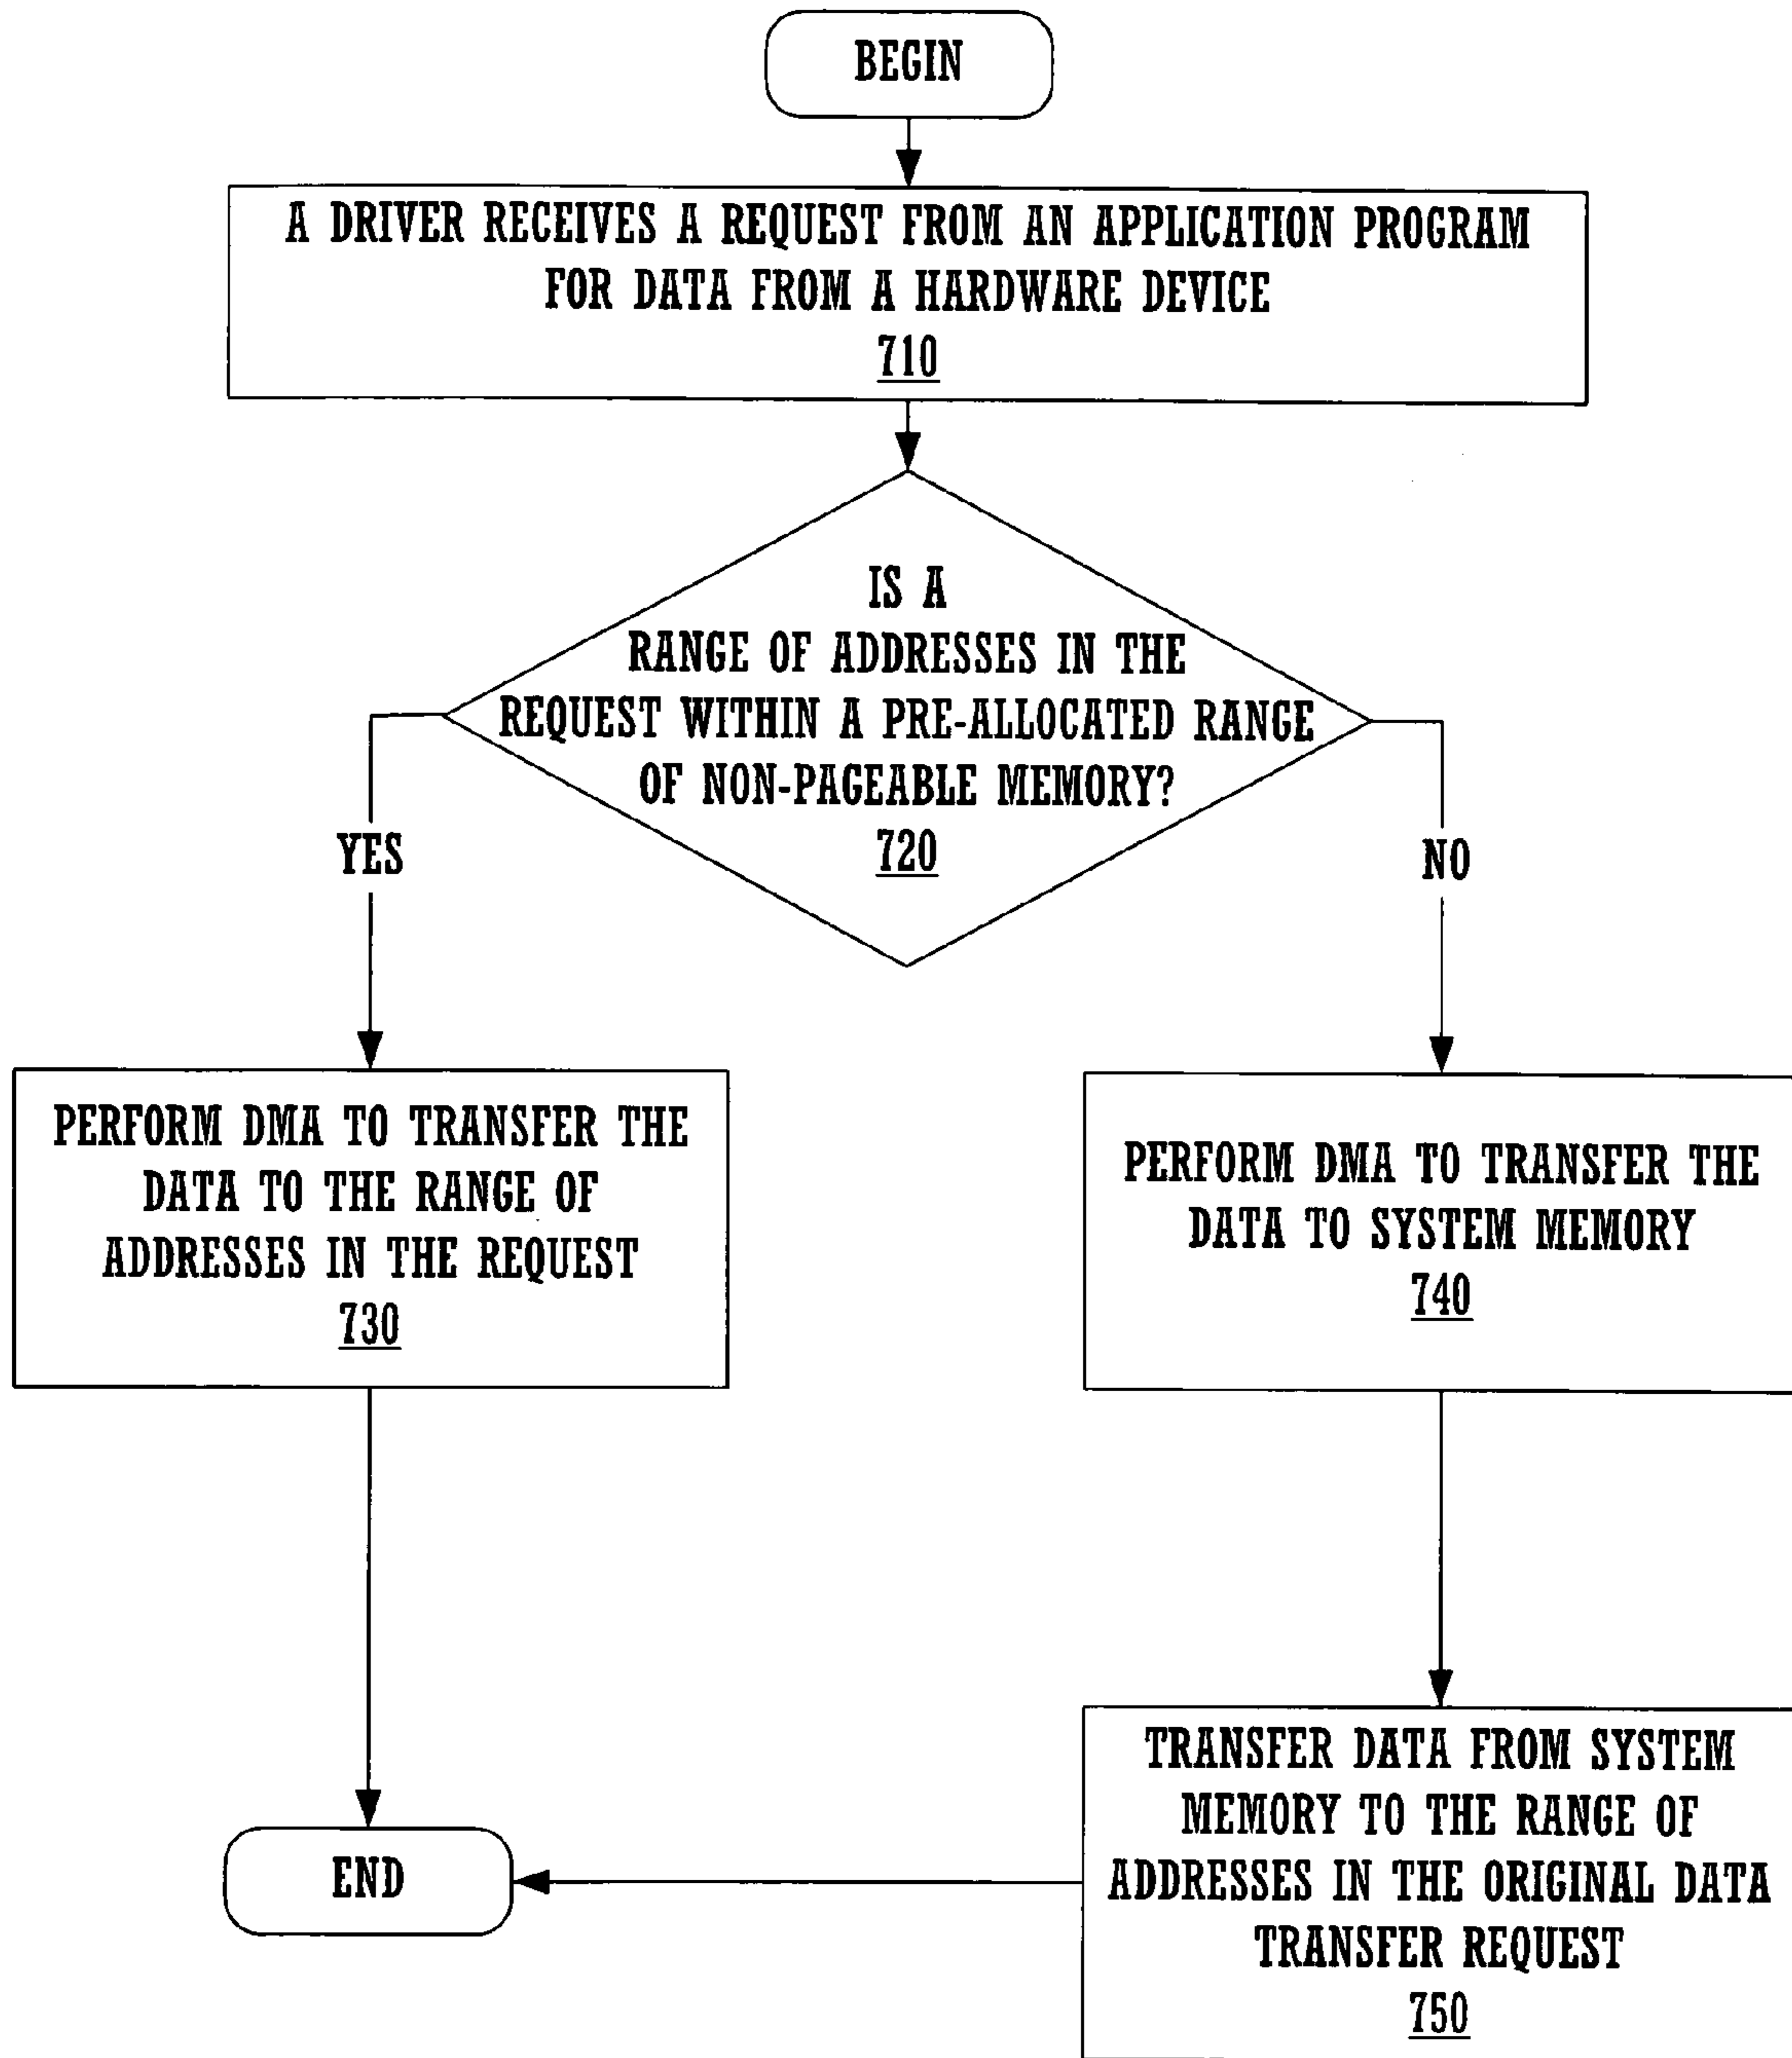 BEGIN
A DRIVER RECEIVES A REQUEST FROM AN APPLICATION PROGRAM
FOR DATA FROM A HARDWARE DEVICE
710
IS A
RANGE OF ADDRESSES IN THE
REQUEST WITHIN A PRE-ALLOCATED RANGE
OF NON-PAGEABLE MEMORY?
720
YES
NO
PERFORM DMA TO TRANSFER THE
DATA TO THE RANGE OF
ADDRESSES IN THE REQUEST
730
PERFORM DMA TO TRANSFER THE
DATA TO SYSTEM MEMORY
740
TRANSFER DATA FROM SYSTEM
MEMORY TO THE RANGE OF
ADDRESSES IN THE ORIGINAL DATA
TRANSFER REQUEST
750
END